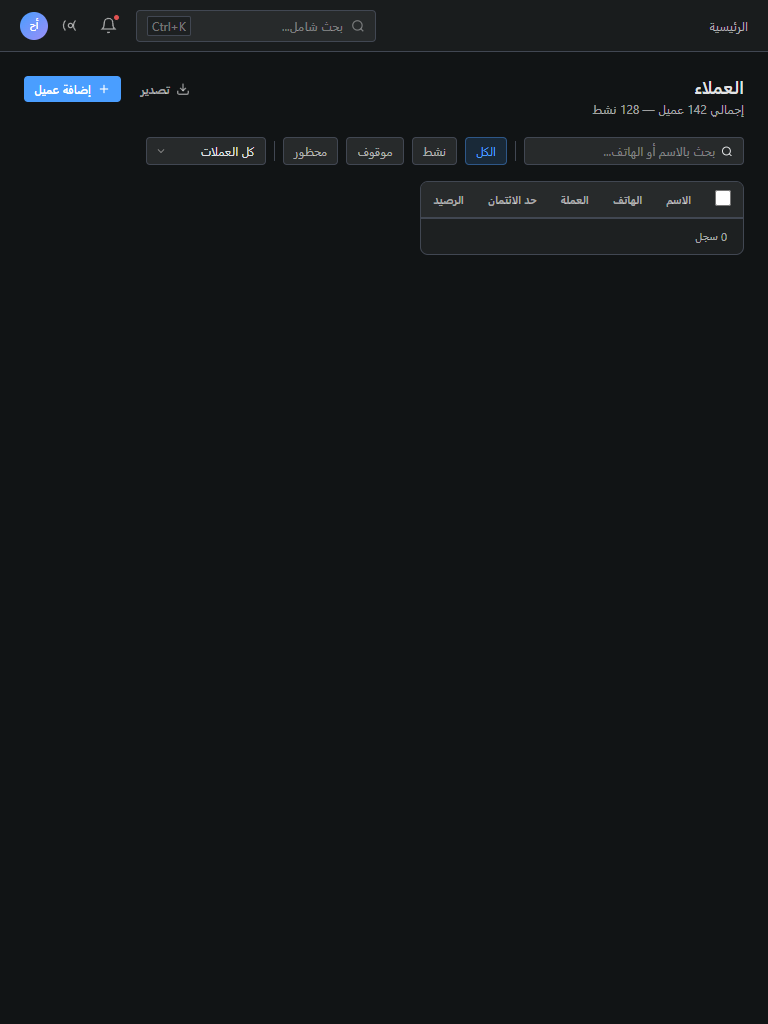 الرئيسية
بحث شامل...
Ctrl+K
أح
العملاء
إجمالي 142 عميل — 128 نشط
تصدير
إضافة عميل
بحث بالاسم أو الهاتف...
الكل
نشط
موقوف
محظور
كل العملات
الاسم الهاتف العملة حد الائتمان الرصيد
0 سجل